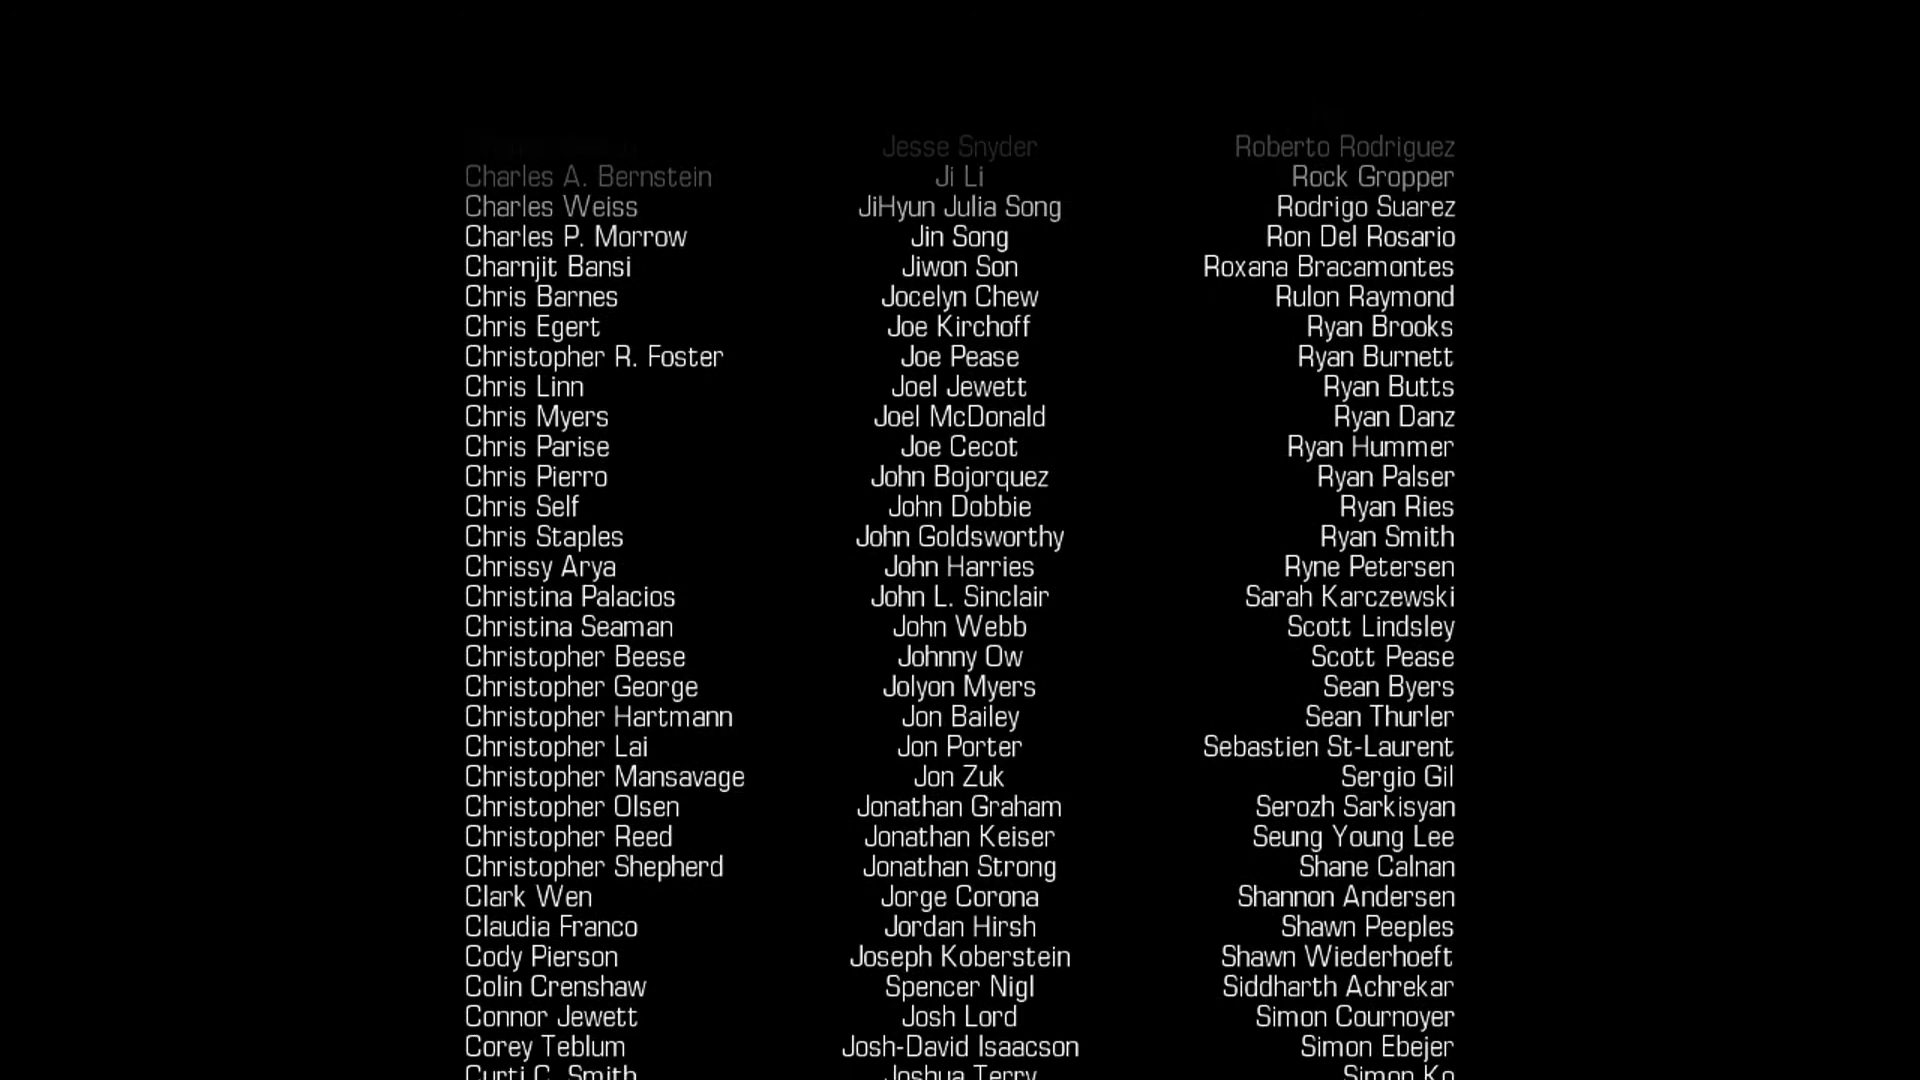 Jesse Snyder Roberto Rodriguez
Charles A. Bernstein Ji Li Rock Gropper
Charles Weiss JiHyun Julia Song Rodrigo Suarez
Charles P. Morrow Jin Song Ron Del Rosario
Charnjit Bansi Jiwon Son Roxana Bracamontes
Chris Barnes Jocelyn Chew Rulon Raymond
Chris Egert Joe Kirchoff Ryan Brooks
Christopher R. Foster Joe Pease Ryan Burnett
Chris Linn Joel Jewett Ryan Butts
Chris Myers Joel McDonald Ryan Danz
Chris Parise Joe Cecot Ryan Hummer
Chris Pierro John Bojorquez Ryan Palser
Chris Self John Dobbie Ryan Ries
Chris Staples John Goldsworthy Ryan Smith
Chrissy Arya John Harries Ryne Petersen
Christina Palacios John L. Sinclair Sarah Karczewski
Christina Seaman John Webb Scott Lindsley
Christopher Beese Johnny Ow Scott Pease
Christopher George Jolyon Myers Sean Byers
Christopher Hartmann Jon Bailey Sean Thurler
Christopher Lai Jon Porter Sebastien St-Laurent
Christopher Mansavage Jon Zuk Sergio Gil
Christopher Olsen Jonathan Graham Serozh Sarkisyan
Christopher Reed Jonathan Keiser Seung Young Lee
Christopher Shepherd Jonathan Strong Shane Calnan
Clark Wen Jorge Corona Shannon Andersen
Claudia Franco Jordan Hirsh Shawn Peeples
Cody Pierson Joseph Koberstein Shawn Wiederhoeft
Colin Crenshaw Spencer Nigl Siddharth Achrekar
Connor Jewett Josh Lord Simon Cournoyer
Corey Teblum Josh-David Isaacson Simon Ebejer
Curti C. Smith Joshua Terry Simon Ko